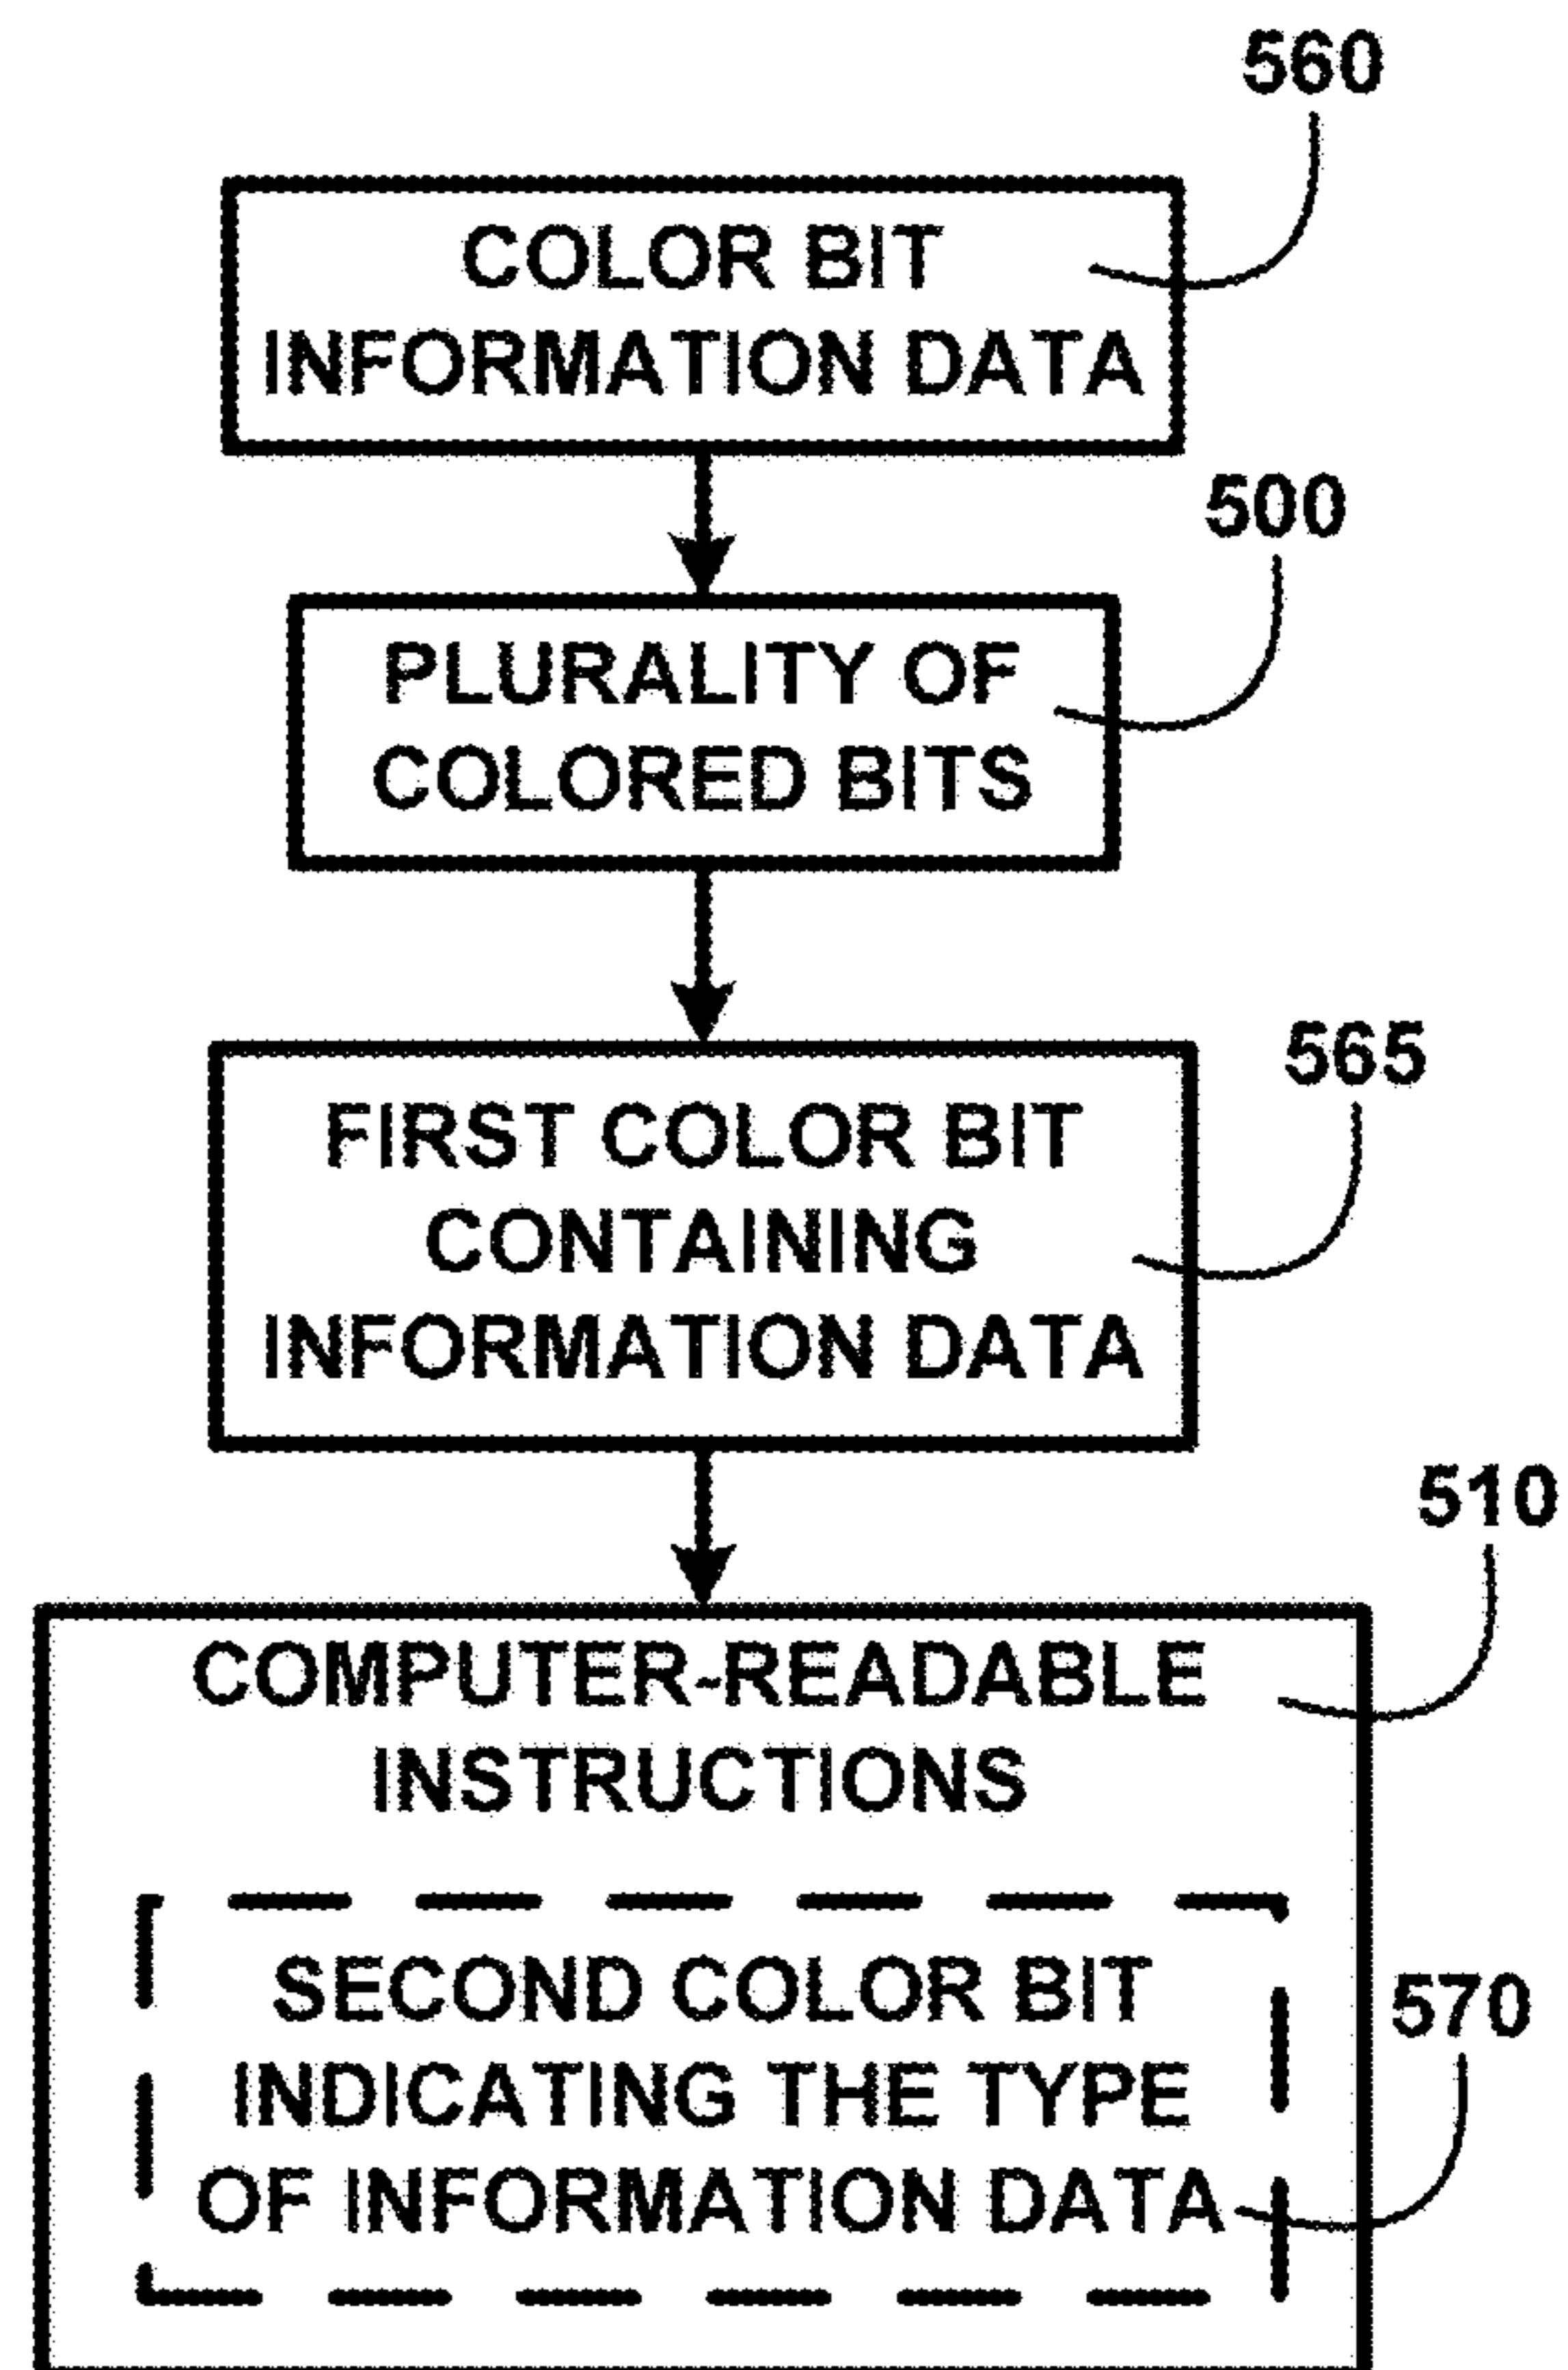 560
COLOR BIT
INFORMATION DATA
500
PLURALITY OF
COLORED BITS
565
FIRST COLOR BIT
CONTAINING
INFORMATION DATA
510
COMPUTER-READABLE
INSTRUCTIONS
SECOND COLOR BIT
570
INDICATING THE TYPE
OF INFORMATION DATA